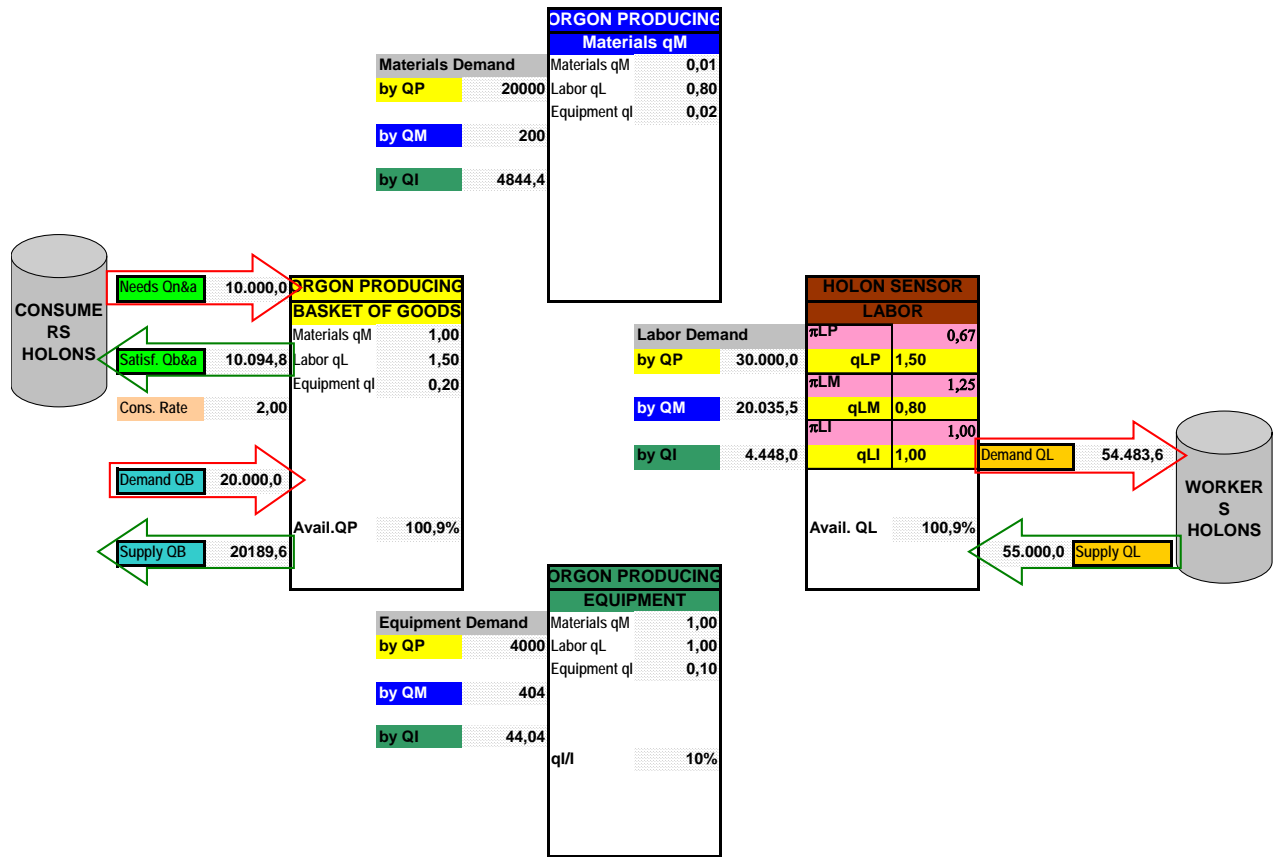 ORGON PRODUCING
Materials qM
Materials Demand
Materials qM 0,01
by QP 20000 Labor qL 0,80
Equipment qI 0,02
by QM 200
by QI 4844,4
CONSUME
RS
HOLONS
Needs Qn&a 10.000,0
Satisf. Qb&a 10.094,8
Cons. Rate 2,00
Demand QB 20.000,0
Supply QB 20189,6
ORGON PRODUCING
BASKET OF GOODS
Materials qM 1,00
Labor qL 1,50
Equipment qI 0,20
Avail.QP 100,9%
Labor Demand
by QP 30.000,0
by QM 20.035,5
by QI 4.448,0
HOLON SENSOR
LABOR
πLP 0,67
qLP 1,50
πLM 1,25
qLM 0,80
πLI 1,00
qLI 1,00
Avail. QL 100,9%
Demand QL 54.483,6
55.000,0 Supply QL
WORKER
S
HOLONS
ORGON PRODUCING
EQUIPMENT
Equipment Demand
Materials qM 1,00
by QP 4000 Labor qL 1,00
Equipment qI 0,10
by QM 404
by QI 44,04
qI/I 10%